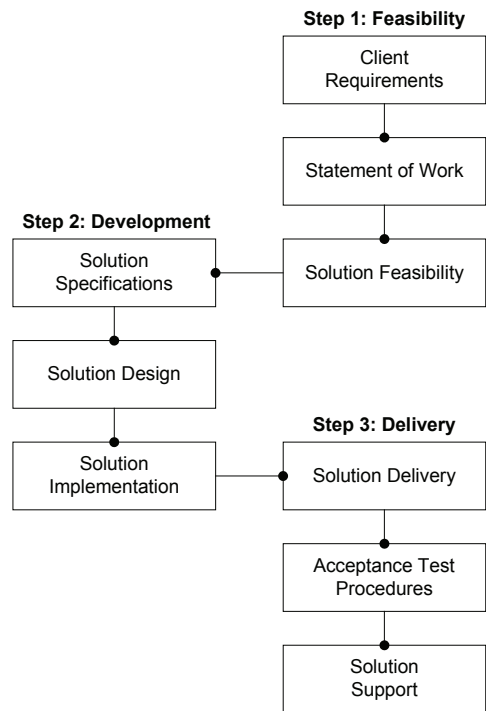 Step 1: Feasibility
Client
Requirements
Statement of Work
Solution Feasibility
Step 2: Development
Solution
Specifications
Solution Design
Solution
Implementation
Step 3: Delivery
Solution Delivery
Acceptance Test
Procedures
Solution
Support